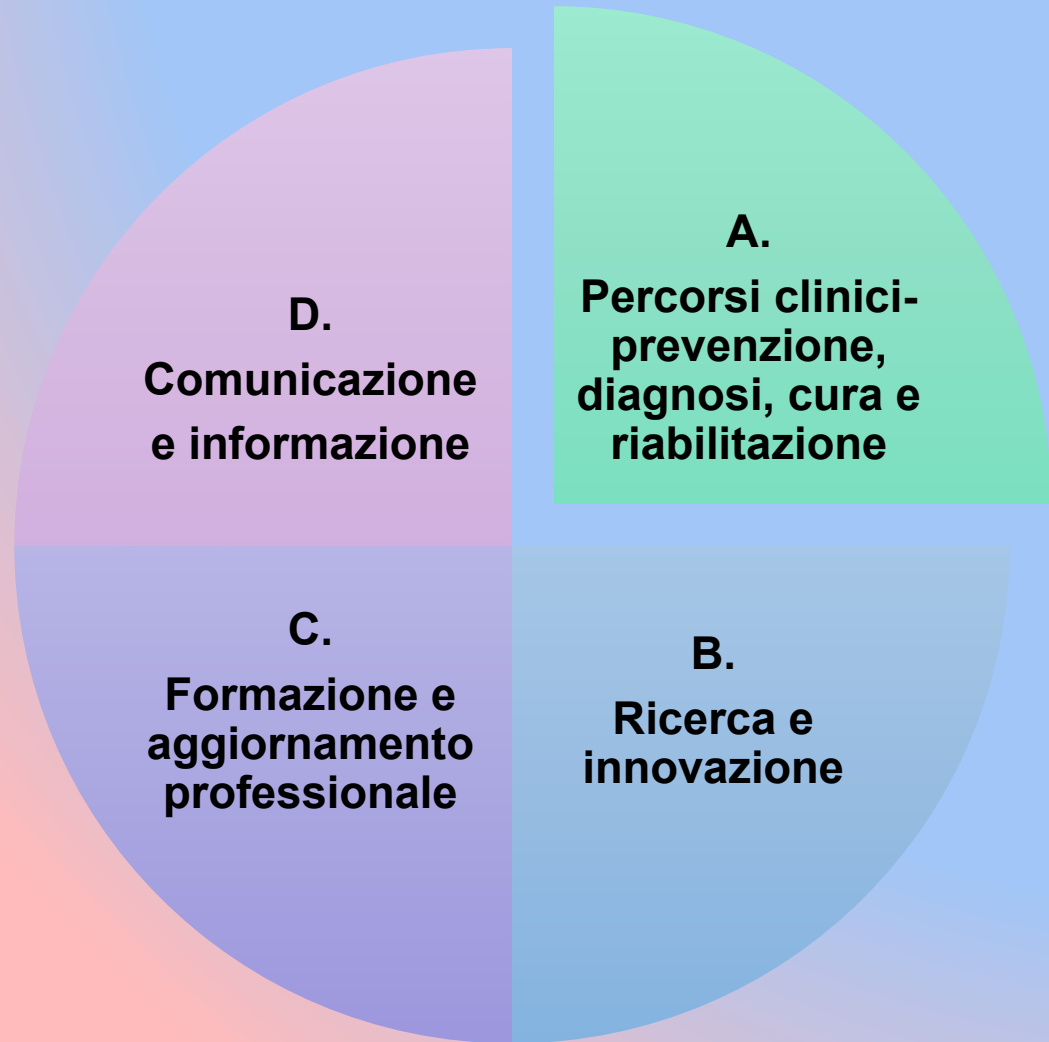 A.
Percorsi clinici-
prevenzione,
diagnosi, cura e
riabilitazione
B.
Ricerca e
innovazione
C.
Formazione e
aggiornamento
professionale
D.
Comunicazione
e informazione